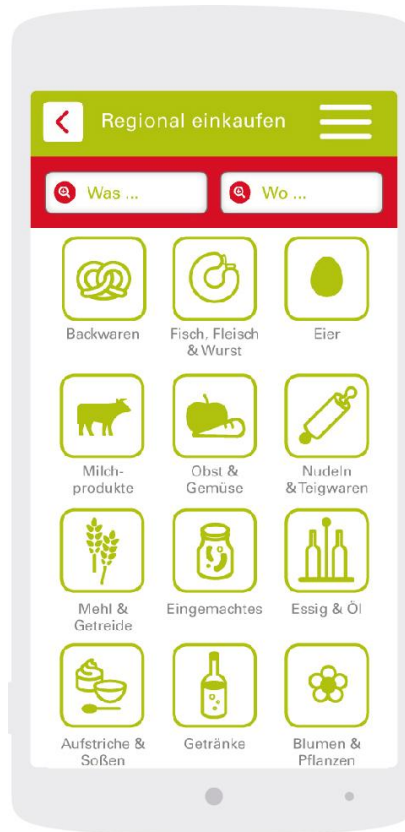 Regional einkaufen
Was ...
Wo ...
Backwaren
Fisch, Fleisch
& Wurst
Eier
Milch-
produkte
Obst &
Gemüse
Nudeln
& Teigwaren
Mehl &
Getreide
Eingemachtes
Essig & Öl
Aufstriche &
Soßen
Getränke
Blumen &
Pflanzen